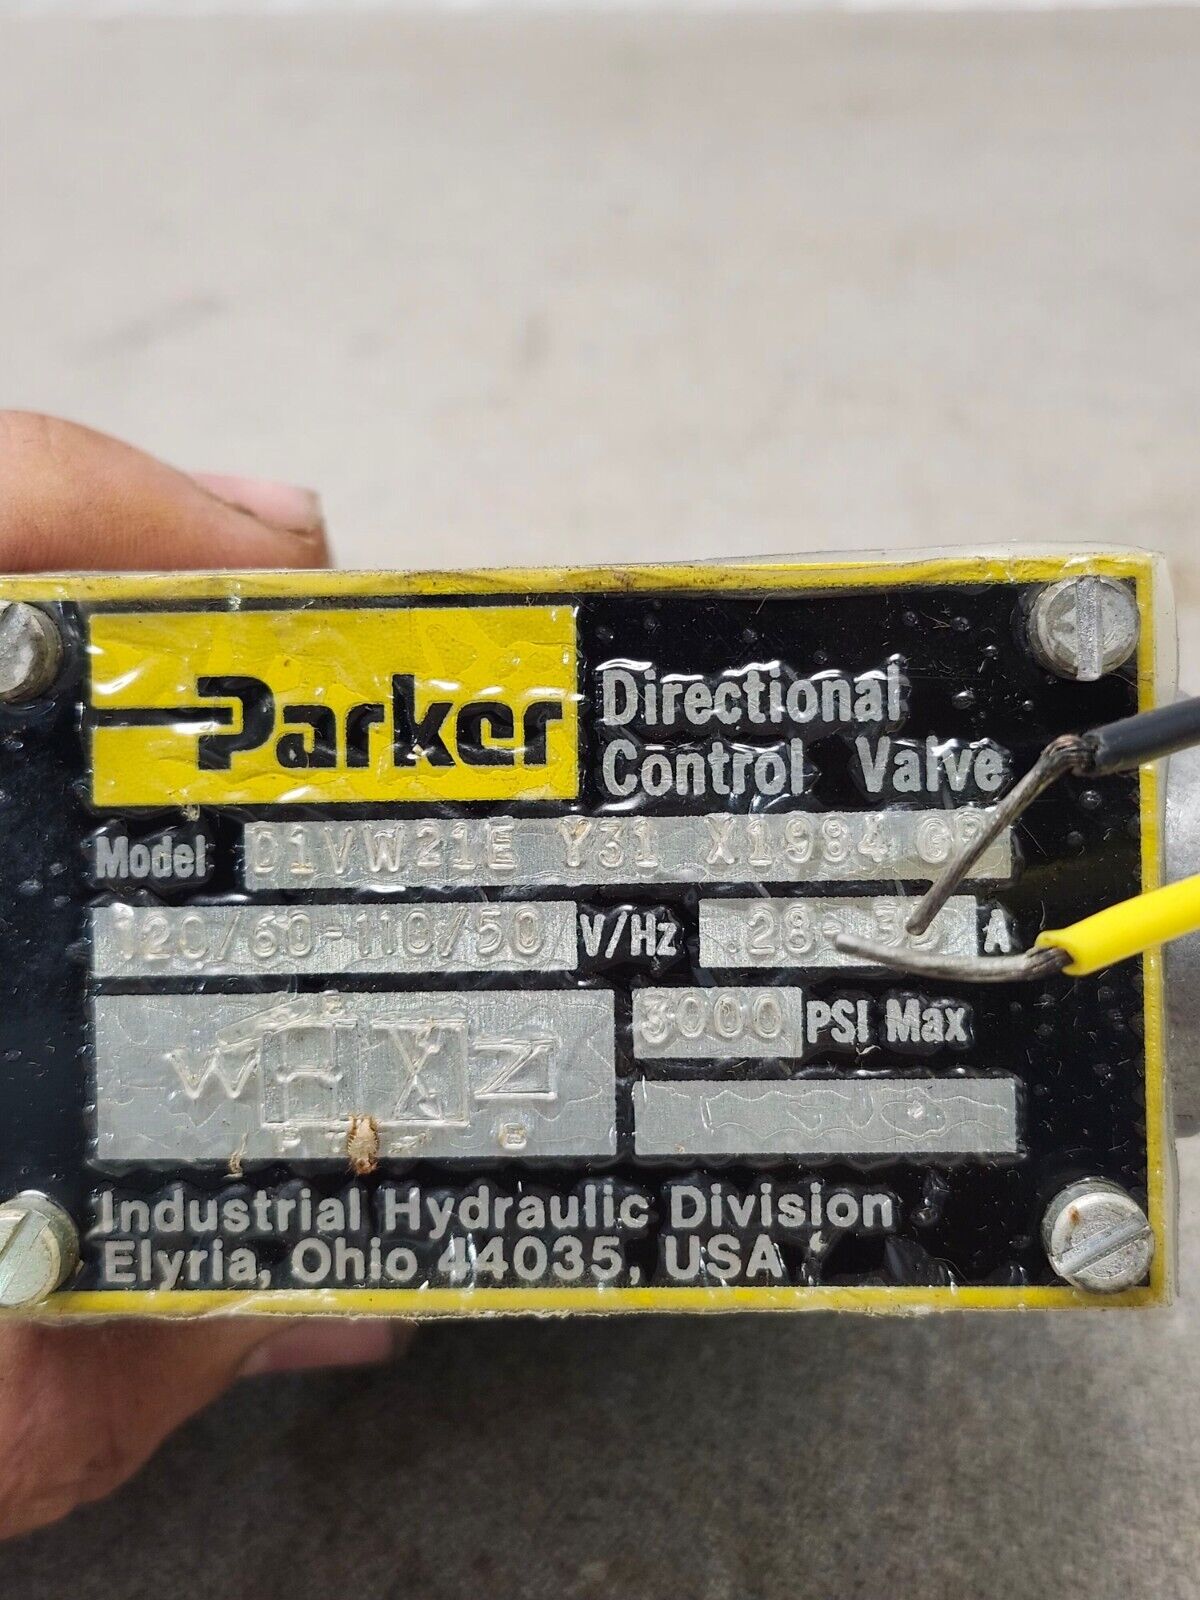 Parker
Directional
Control Valve
Model D1VW21E Y31 X1984
120/60-110/50 V/Hz A
3000 PSI Max
W Z
Industrial Hydraulic Division
Elyria, Ohio 44035, USA